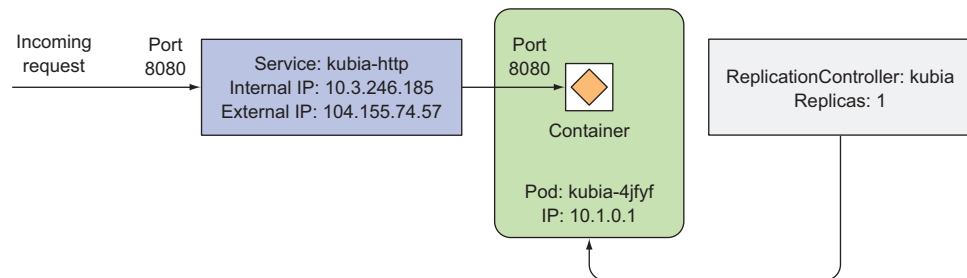 Incoming
request
Port
8080
Service: kubia-http
Internal IP: 10.3.246.185
External IP: 104.155.74.57
Port
8080
Container
Pod: kubia-4jfyf
IP: 10.1.0.1
ReplicationController: kubia
Replicas: 1